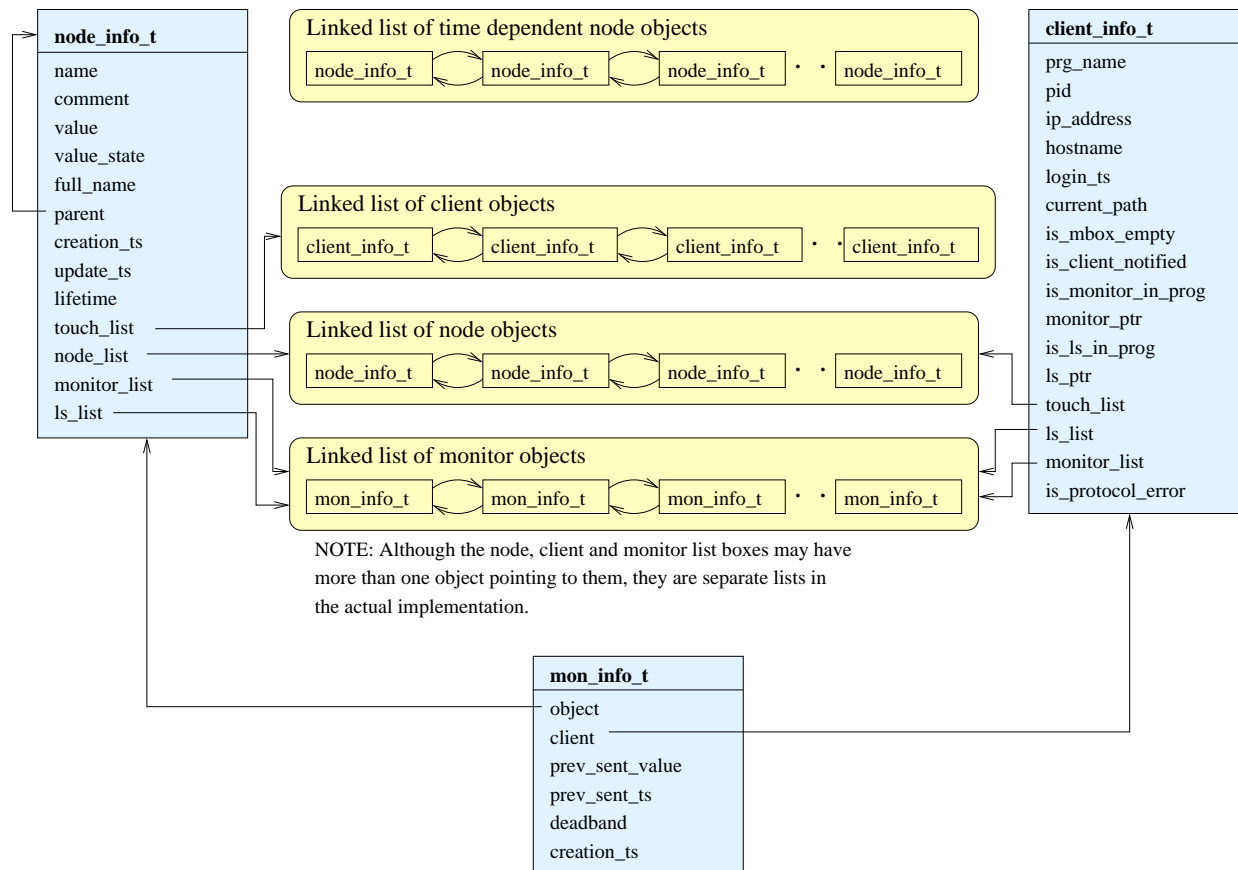 node_info_t
name
comment
value
value_state
full_name
parent
creation_ts
update_ts
lifetime
touch_list
node_list
monitor_list
ls_list
Linked list of time dependent node objects
node_info_t node_info_t node_info_t · · node_info_t
Linked list of client objects
client_info_t client_info_t client_info_t · · client_info_t
Linked list of node objects
node_info_t node_info_t node_info_t · · node_info_t
Linked list of monitor objects
mon_info_t mon_info_t mon_info_t · · mon_info_t
NOTE: Although the node, client and monitor list boxes may have
more than one object pointing to them, they are separate lists in
the actual implementation.
client_info_t
prg_name
pid
ip_address
hostname
login_ts
current_path
is_mbox_empty
is_client_notified
is_monitor_in_prog
monitor_ptr
is_ls_in_prog
ls_ptr
touch_list
ls_list
monitor_list
is_protocol_error
mon_info_t
object
client
prev_sent_value
prev_sent_ts
deadband
creation_ts